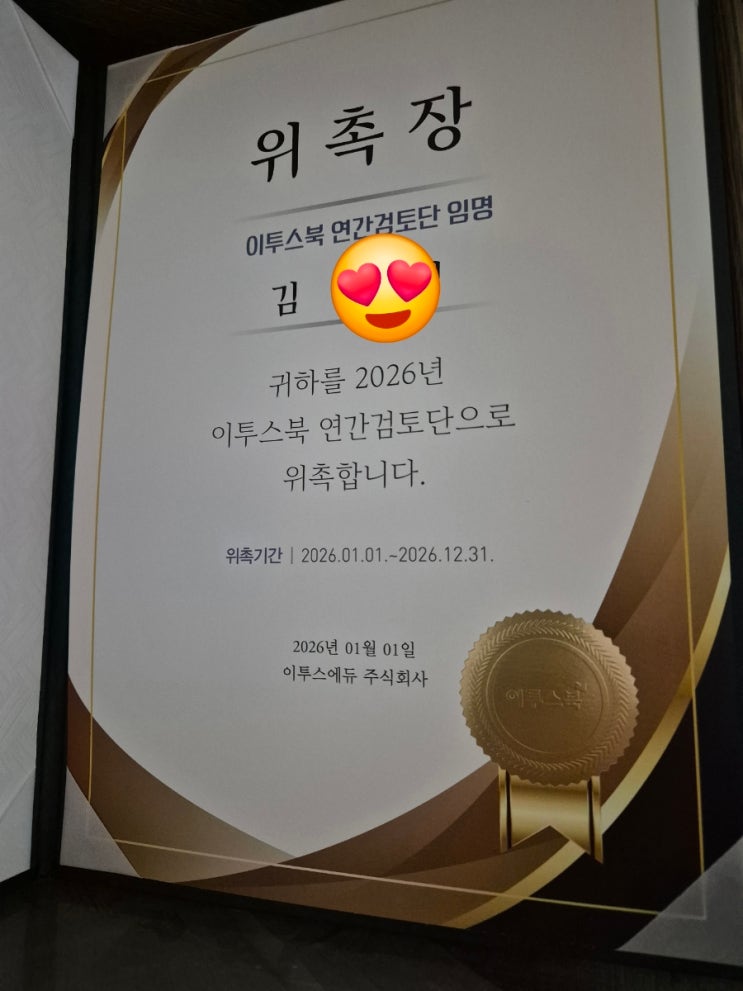 위촉장
이투스북 연간검토단 임명
김
귀하를 2026년
이투스북 연간검토단으로
위촉합니다.
위촉기간 | 2026.01.01.~2026.12.31.
2026년 01월 01일
이투스에듀 주식회사
이투스북